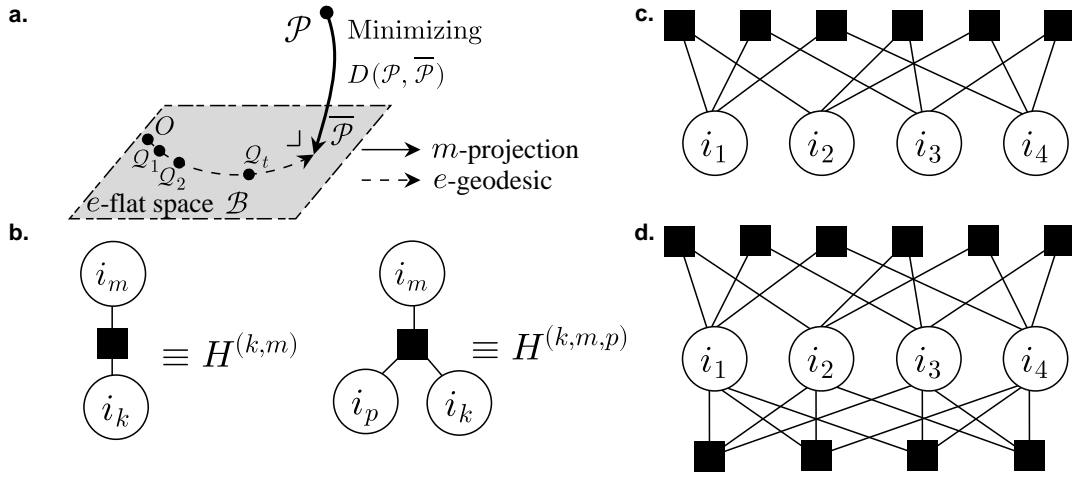 a.
𝒫 Minimizing
D(𝒫, 𝒫̅)
O
𝒬₁
𝒬₂
𝒬ₜ
𝒫̅
e-flat space ℬ
m-projection
e-geodesic
b.
iₘ
iₖ
≡ H^(k,m)
iₘ
iₚ iₖ
≡ H^(k,m,p)
c.
i₁ i₂ i₃ i₄
d.
i₁ i₂ i₃ i₄